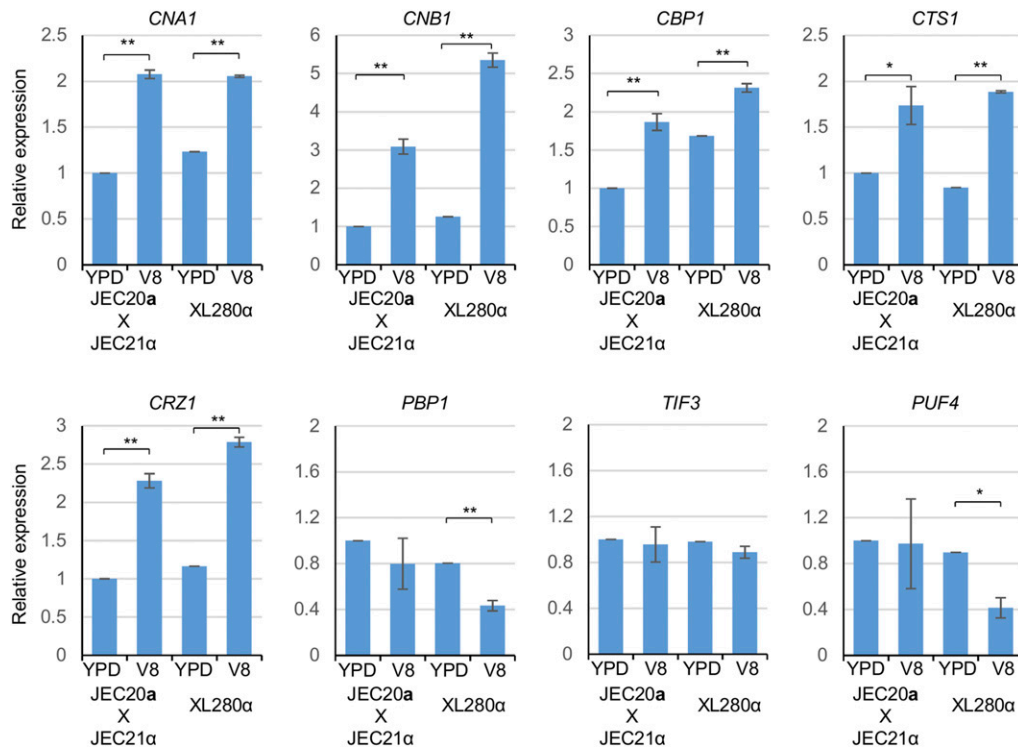 CNA1
CNB1
CBP1
CTS1
Relative expression
2.5
2
1.5
1
0.5
0
**
**
YPD V8 YPD V8
JEC20a
X
JEC21α
XL280α
6
5
4
3
2
1
0
**
**
YPD V8 YPD V8
JEC20a
X
JEC21α
XL280α
3
2.5
2
1.5
1
0.5
0
**
**
YPD V8 YPD V8
JEC20a
X
JEC21α
XL280α
2.5
2
1.5
1
0.5
0
*
**
YPD V8 YPD V8
JEC20a
X
JEC21α
XL280α
CRZ1
PBP1
TIF3
PUF4
Relative expression
3
2.5
2
1.5
1
0.5
0
**
**
YPD V8 YPD V8
JEC20a
X
JEC21α
XL280α
2
1.6
1.2
0.8
0.4
0
**
YPD V8 YPD V8
JEC20a
X
JEC21α
XL280α
2
1.6
1.2
0.8
0.4
0
YPD V8 YPD V8
JEC20a
X
JEC21α
XL280α
2
1.6
1.2
0.8
0.4
0
*
YPD V8 YPD V8
JEC20a
X
JEC21α
XL280α